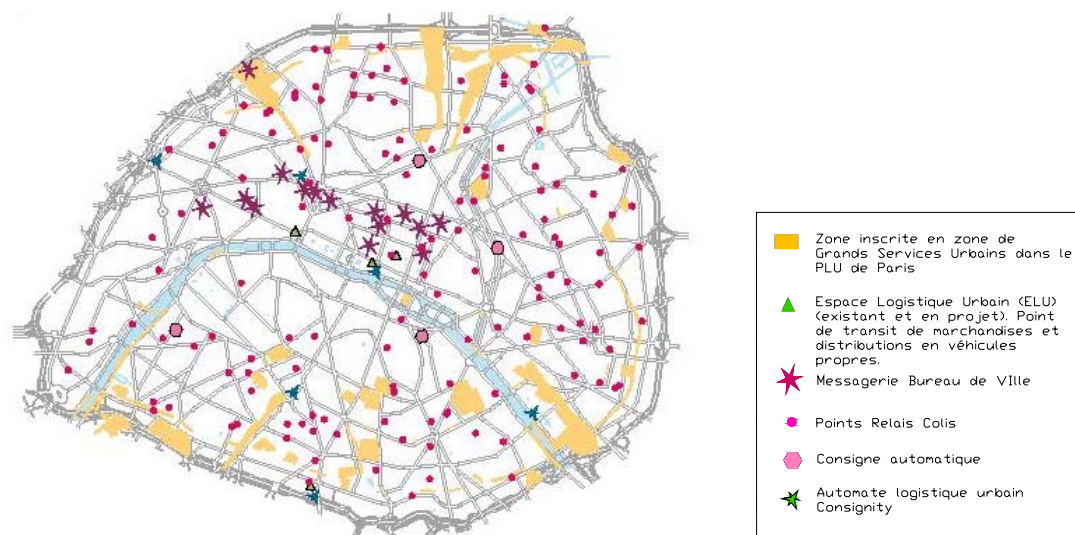 Zone inscrite en zone de
Grands Services Urbains dans le
PLU de Paris
Espace Logistique Urbain (ELU)
(existant et en projet). Point
de transit de marchandises et
distributions en véhicules
propres.
Messagerie Bureau de VIlle
Points Relais Colis
Consigne automatique
Automate logistique urbain
Consignity